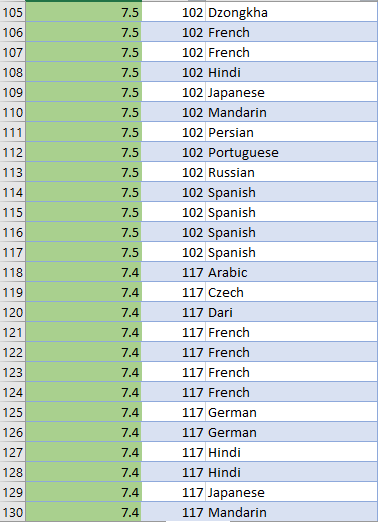 105 7.5 102 Dzongkha
106 7.5 102 French
107 7.5 102 French
108 7.5 102 Hindi
109 7.5 102 Japanese
110 7.5 102 Mandarin
111 7.5 102 Persian
112 7.5 102 Portuguese
113 7.5 102 Russian
114 7.5 102 Spanish
115 7.5 102 Spanish
116 7.5 102 Spanish
117 7.5 102 Spanish
118 7.4 117 Arabic
119 7.4 117 Czech
120 7.4 117 Dari
121 7.4 117 French
122 7.4 117 French
123 7.4 117 French
124 7.4 117 French
125 7.4 117 German
126 7.4 117 German
127 7.4 117 Hindi
128 7.4 117 Hindi
129 7.4 117 Japanese
130 7.4 117 Mandarin